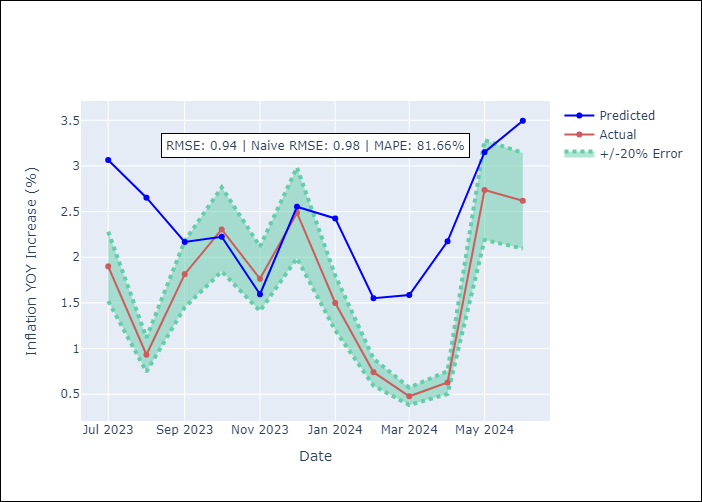 RMSE: 0.94 | Naive RMSE: 0.98 | MAPE: 81.66%
Predicted
Actual
+/-20% Error
Inflation YOY Increase (%)
3.5
3
2.5
2
1.5
1
0.5
Jul 2023
Sep 2023
Nov 2023
Jan 2024
Mar 2024
May 2024
Date